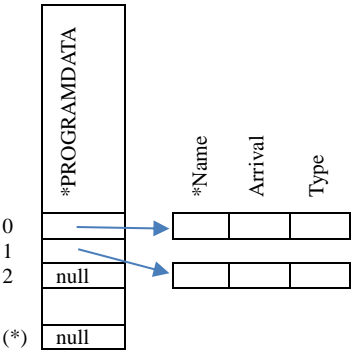 *PROGRAMDATA
*Name
Arrival
Type
0
1
2 null
(*) null